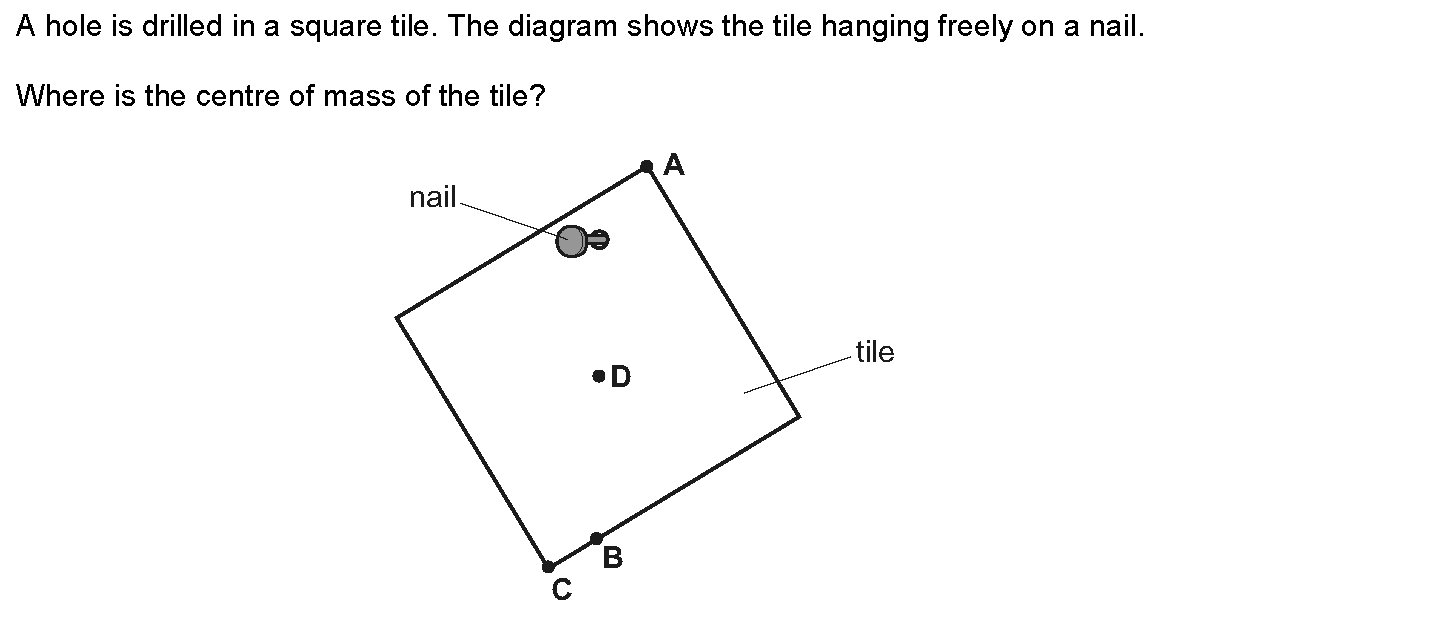 A hole is drilled in a square tile. The diagram shows the tile hanging freely on a nail.
Where is the centre of mass of the tile?
A
nail
tile
D
B
C